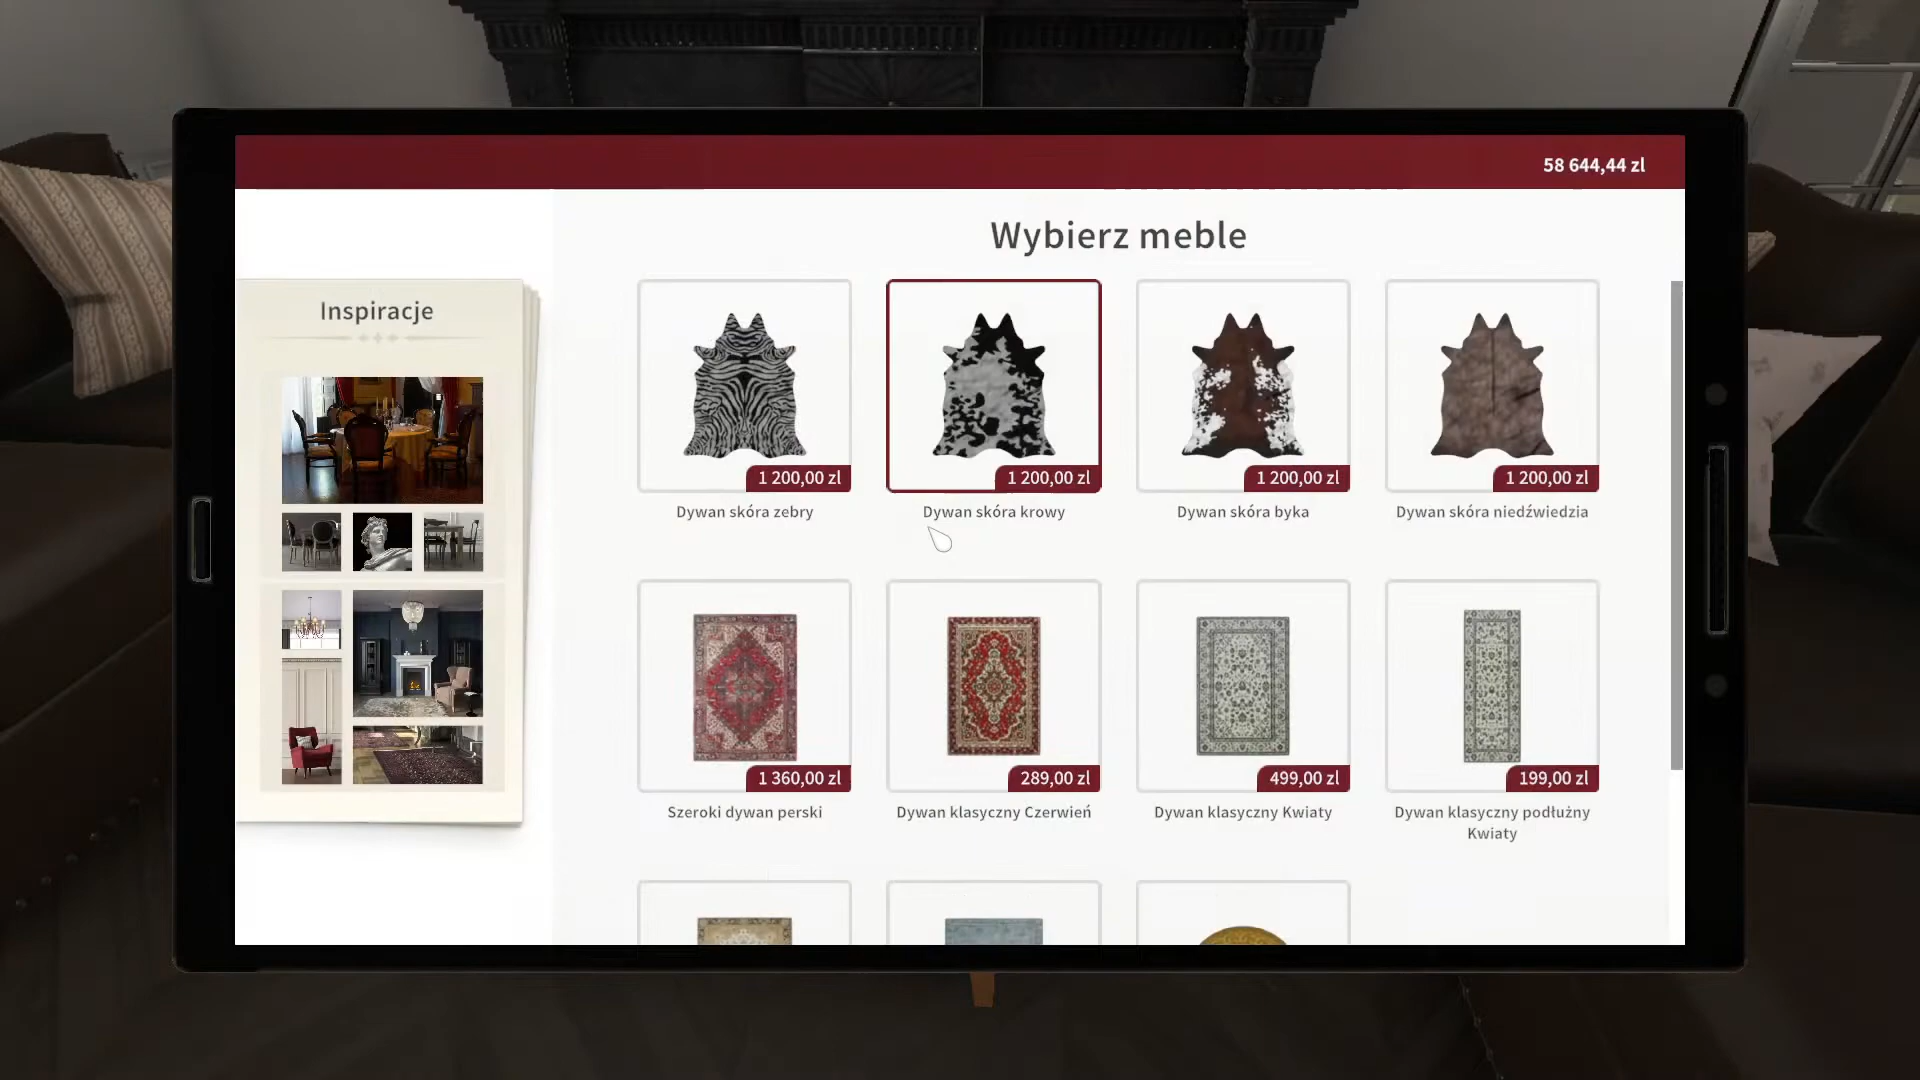 58 644,44 zl
Wybierz meble
Inspiracje
1 200,00 zl
1 200,00 zl
1 200,00 zl
1 200,00 zl
Dywan skóra zebry
Dywan skóra krowy
Dywan skóra byka
Dywan skóra niedźwiedzia
1 360,00 zl
289,00 zl
499,00 zl
199,00 zl
Szeroki dywan perski
Dywan klasyczny Czerwień
Dywan klasyczny Kwiaty
Dywan klasyczny podłużny
Kwiaty